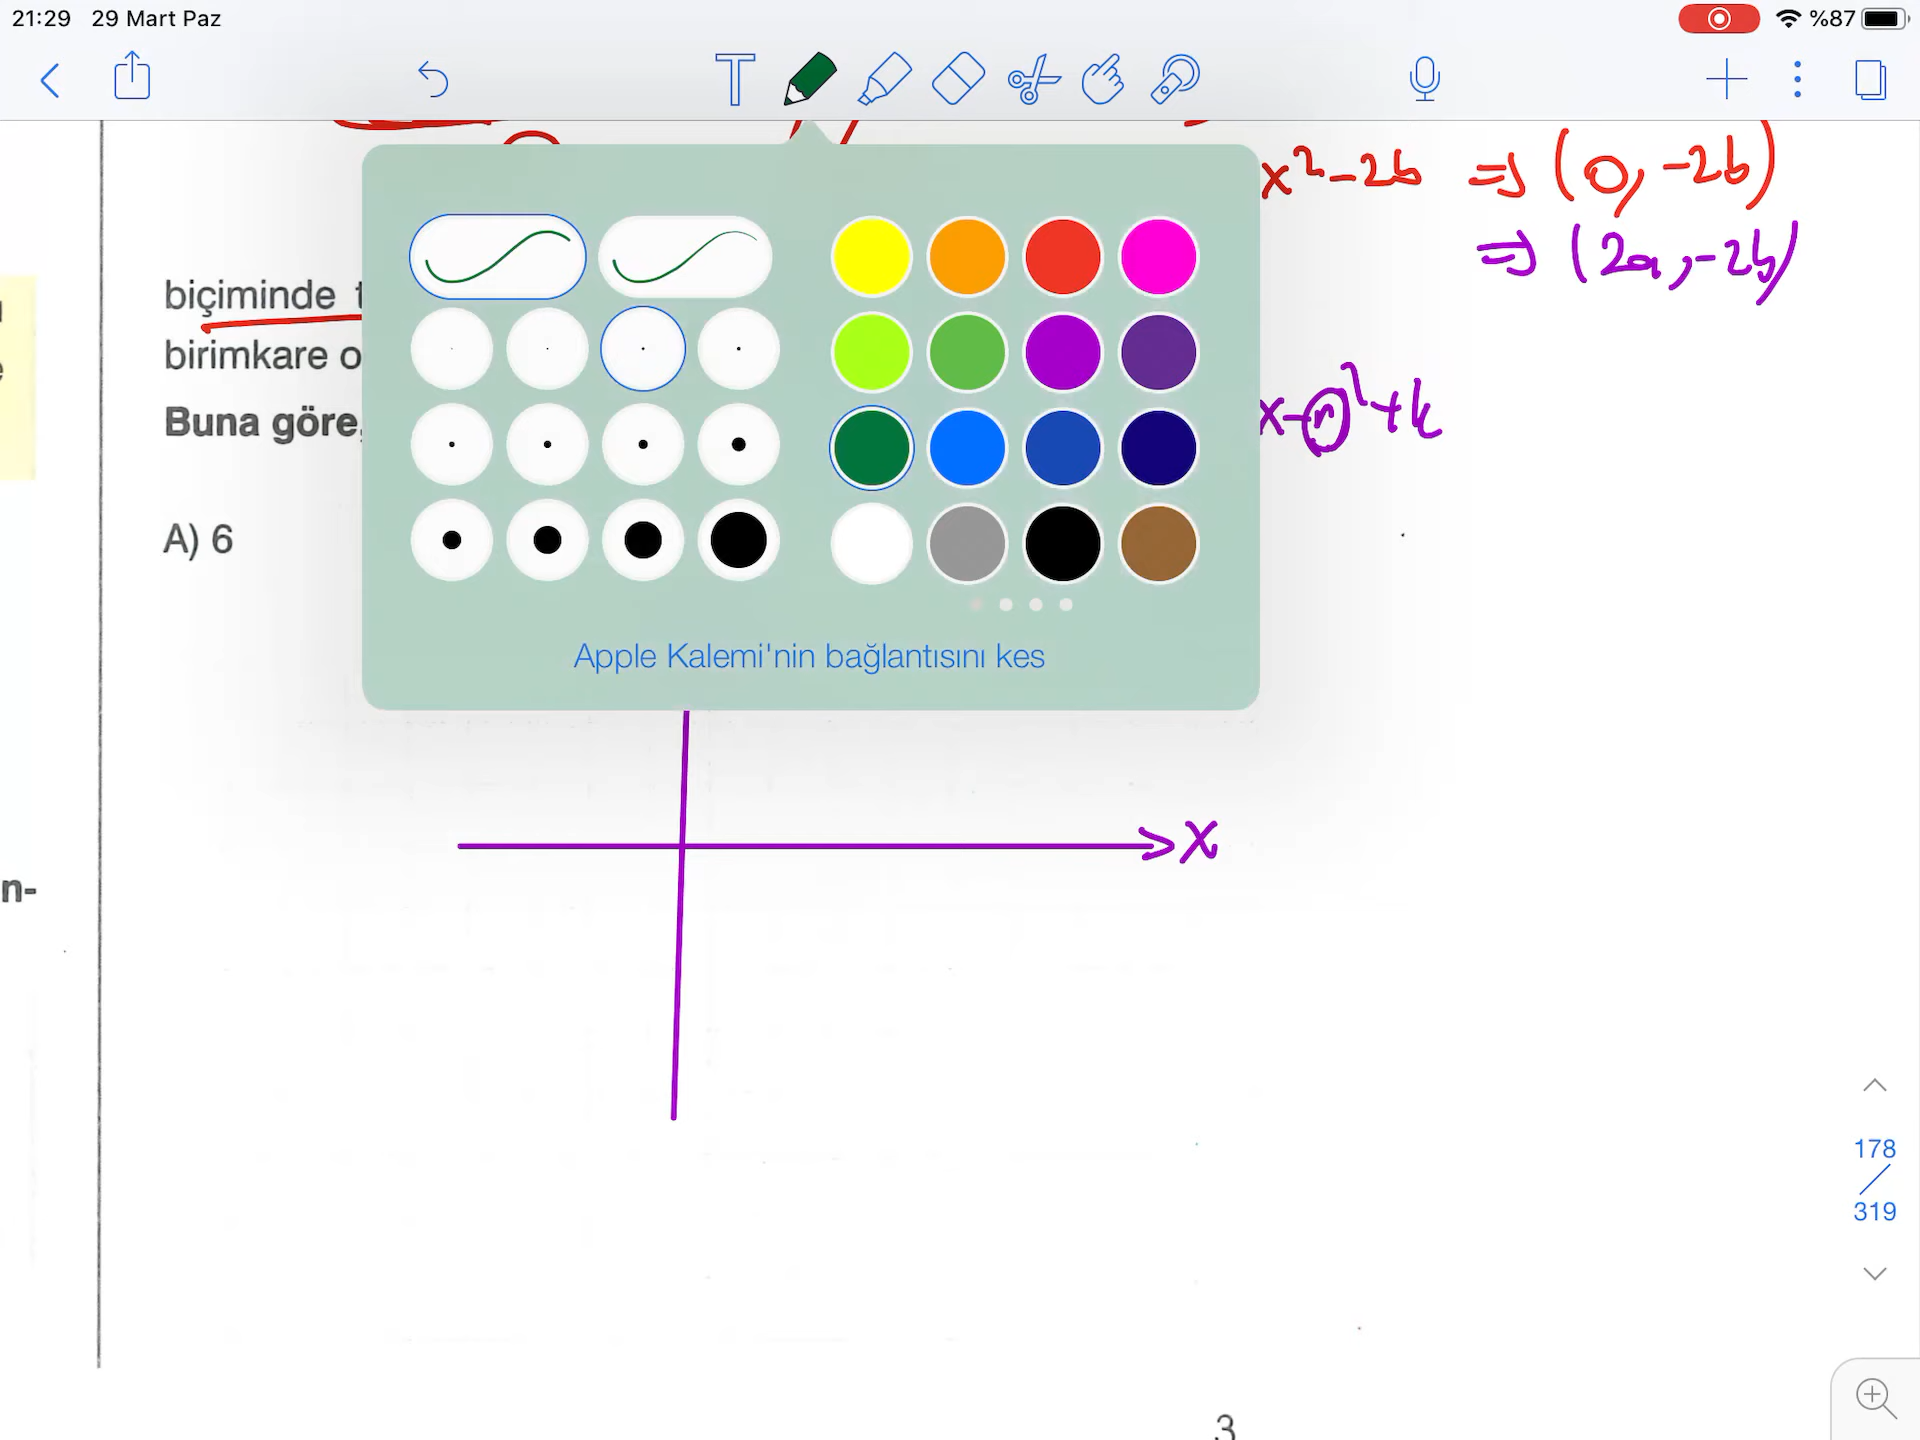 21:29 29 Mart Paz %87
x²-2b ⇒ (0, -2b)
⇒ (2a, -2b)
biçiminde
birimkare
Buna göre,
x-r)²+k
A) 6
Apple Kalemi'nin bağlantısını kes
x
n-
178
319
3